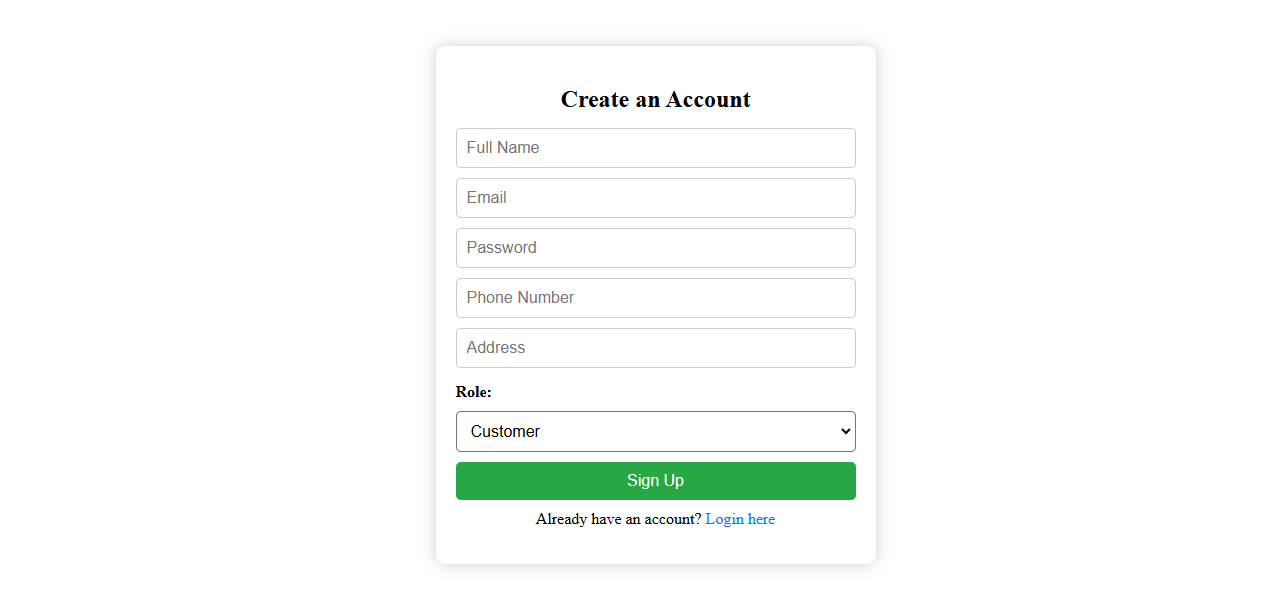 Create an Account
Full Name
Email
Password
Phone Number
Address
Role:
Customer
Sign Up
Already have an account? Login here